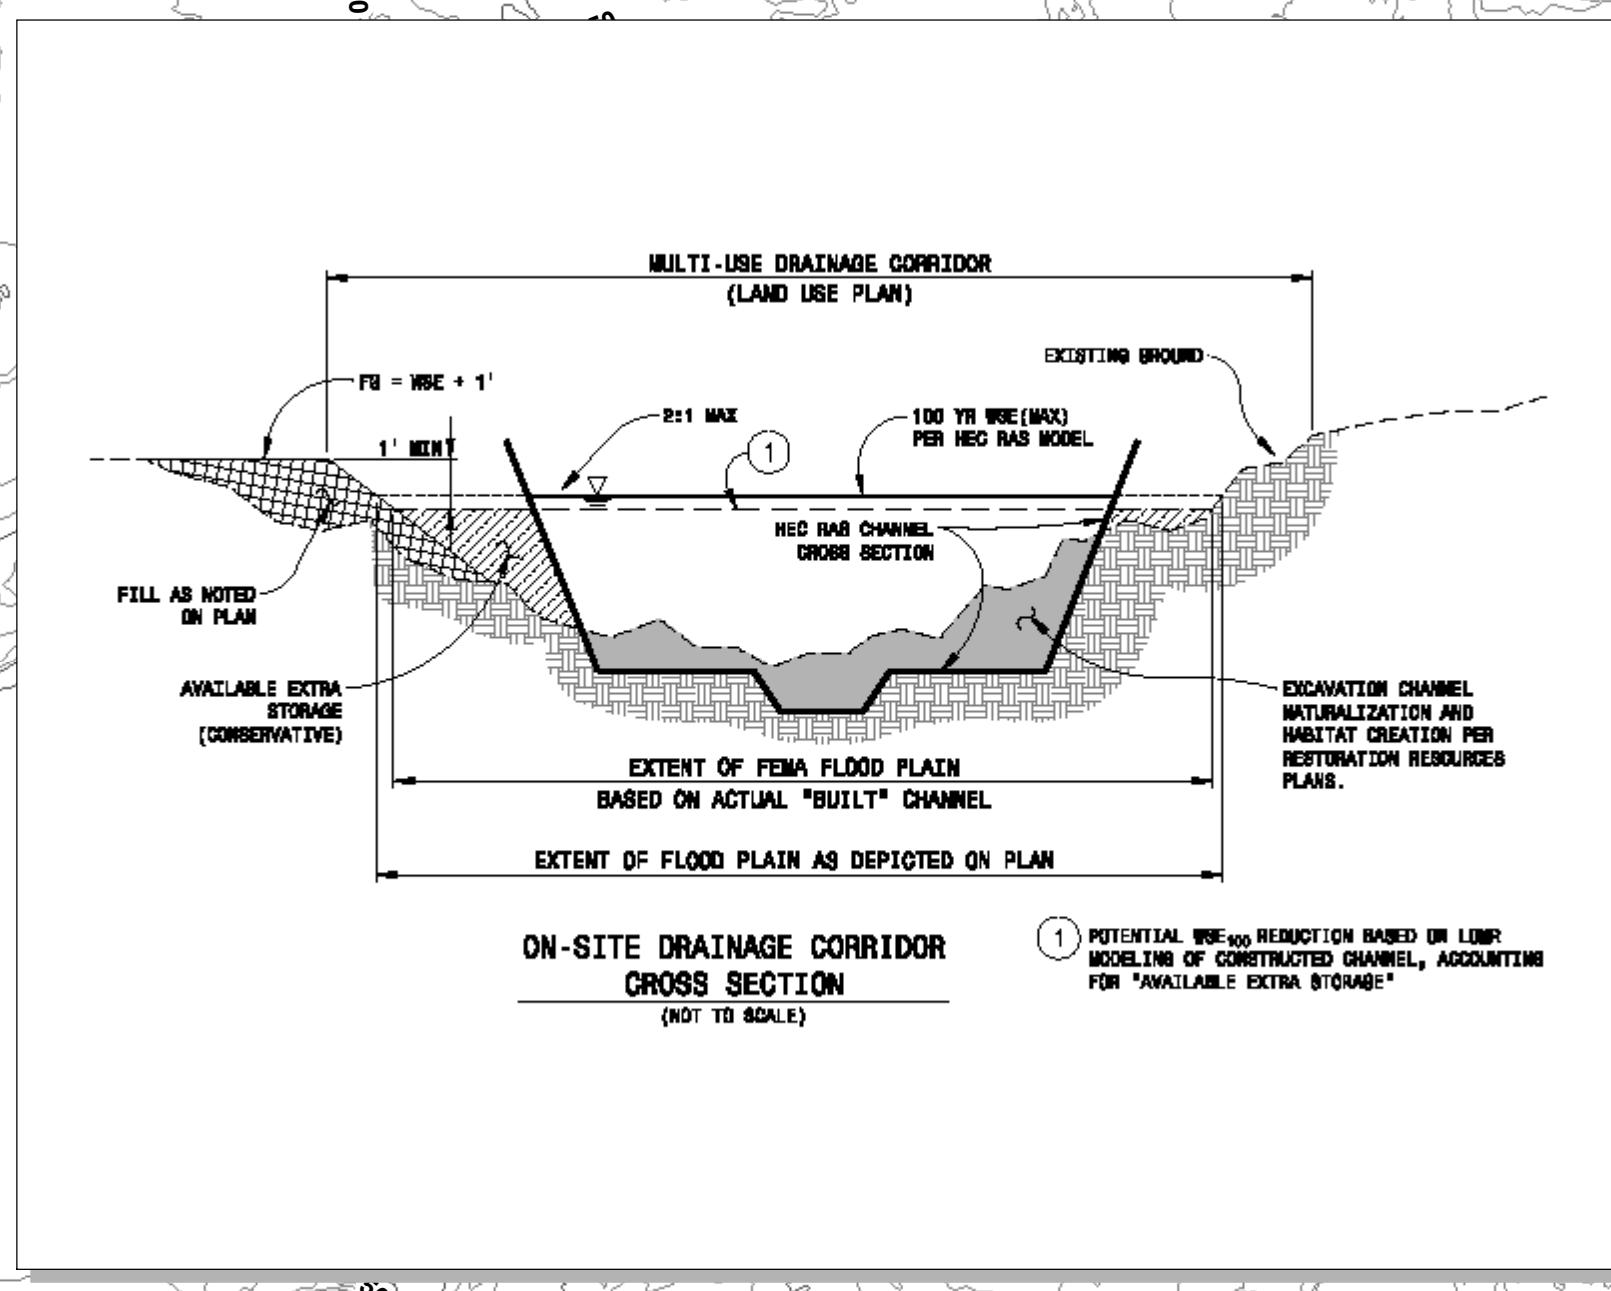 MULTI-USE DRAINAGE CORRIDOR
(LAND USE PLAN)
EXISTING GROUND
FG = WSE + 1'
2:1 MAX
100 YR WSE(MAX)
PER HEC RAS MODEL
1' MIN
1
HEC RAS CHANNEL
CROSS SECTION
FILL AS NOTED
ON PLAN
AVAILABLE EXTRA
STORAGE
(CONSERVATIVE)
EXCAVATION CHANNEL
NATURALIZATION AND
HABITAT CREATION PER
RESTORATION RESOURCES
PLANS.
EXTENT OF FEMA FLOOD PLAIN
BASED ON ACTUAL "BUILT" CHANNEL
EXTENT OF FLOOD PLAIN AS DEPICTED ON PLAN
ON-SITE DRAINAGE CORRIDOR
CROSS SECTION
(NOT TO SCALE)
1 POTENTIAL WSE100 REDUCTION BASED ON LOMR
MODELING OF CONSTRUCTED CHANNEL, ACCOUNTING
FOR "AVAILABLE EXTRA STORAGE"